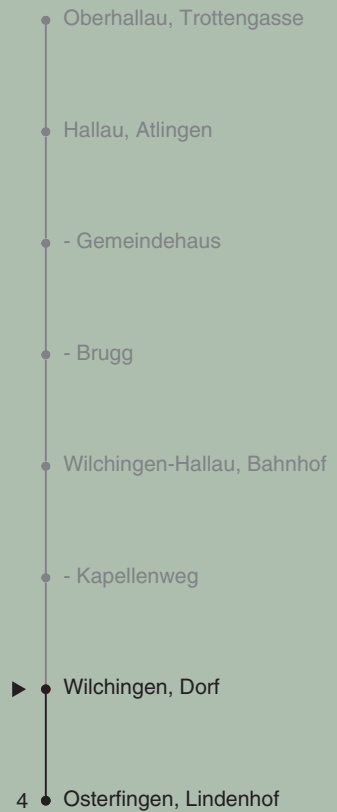 Oberhallau, Trottengasse
Hallau, Atlingen
- Gemeindehaus
- Brugg
Wilchingen-Hallau, Bahnhof
- Kapellenweg
Wilchingen, Dorf
4 Osterfingen, Lindenhof